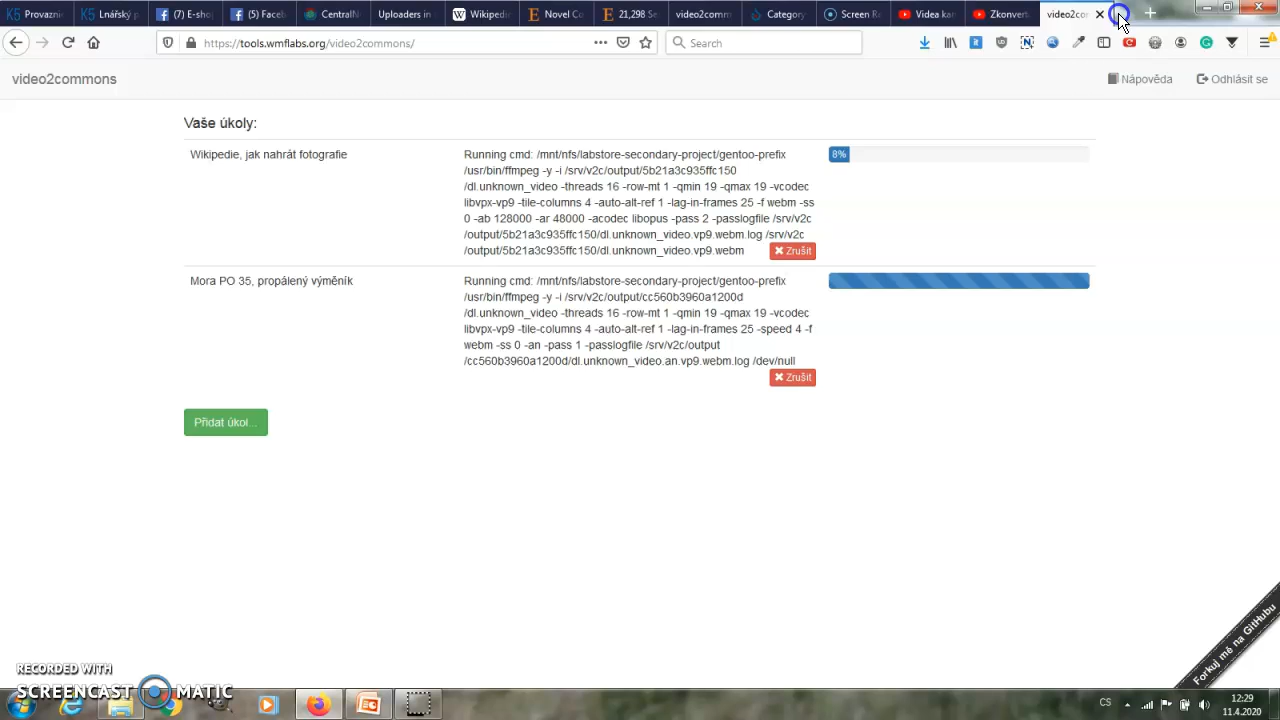 Provaznic
Lnářský p
(7) E-shop
(5) Faceb
CentralNo
Uploaders in
Wikipedie
Novel Co
21,298 Se
video2comm
Category
Screen Re
Videa kan
Zkonvert
video2co
https://tools.wmflabs.org/video2commons/
Search
video2commons
Nápověda
Odhlásit se
Vaše úkoly:
Wikipedie, jak nahrát fotografie
Running cmd: /mnt/nfs/labstore-secondary-project/gentoo-prefix
/usr/bin/ffmpeg -y -i /srv/v2c/output/5b21a3c935ffc150
/dl.unknown_video -threads 16 -row-mt 1 -qmin 19 -qmax 19 -vcodec
libvpx-vp9 -tile-columns 4 -auto-alt-ref 1 -lag-in-frames 25 -f webm -ss
0 -ab 128000 -ar 48000 -acodec libopus -pass 2 -passlogfile /srv/v2c
/output/5b21a3c935ffc150/dl.unknown_video.vp9.webm.log /srv/v2c
/output/5b21a3c935ffc150/dl.unknown_video.vp9.webm
Zrušit
8%
Mora PO 35, propálený výměník
Running cmd: /mnt/nfs/labstore-secondary-project/gentoo-prefix
/usr/bin/ffmpeg -y -i /srv/v2c/output/cc560b3960a1200d
/dl.unknown_video -threads 16 -row-mt 1 -qmin 19 -qmax 19 -vcodec
libvpx-vp9 -tile-columns 4 -auto-alt-ref 1 -lag-in-frames 25 -speed 4 -f
webm -ss 0 -an -pass 1 -passlogfile /srv/v2c/output
/cc560b3960a1200d/dl.unknown_video.an.vp9.webm.log /dev/null
Zrušit
Přidat úkol...
Forkuj mě na GitHubu
RECORDED WITH
SCREENCAST MATIC
CS
12:29
11.4.2020